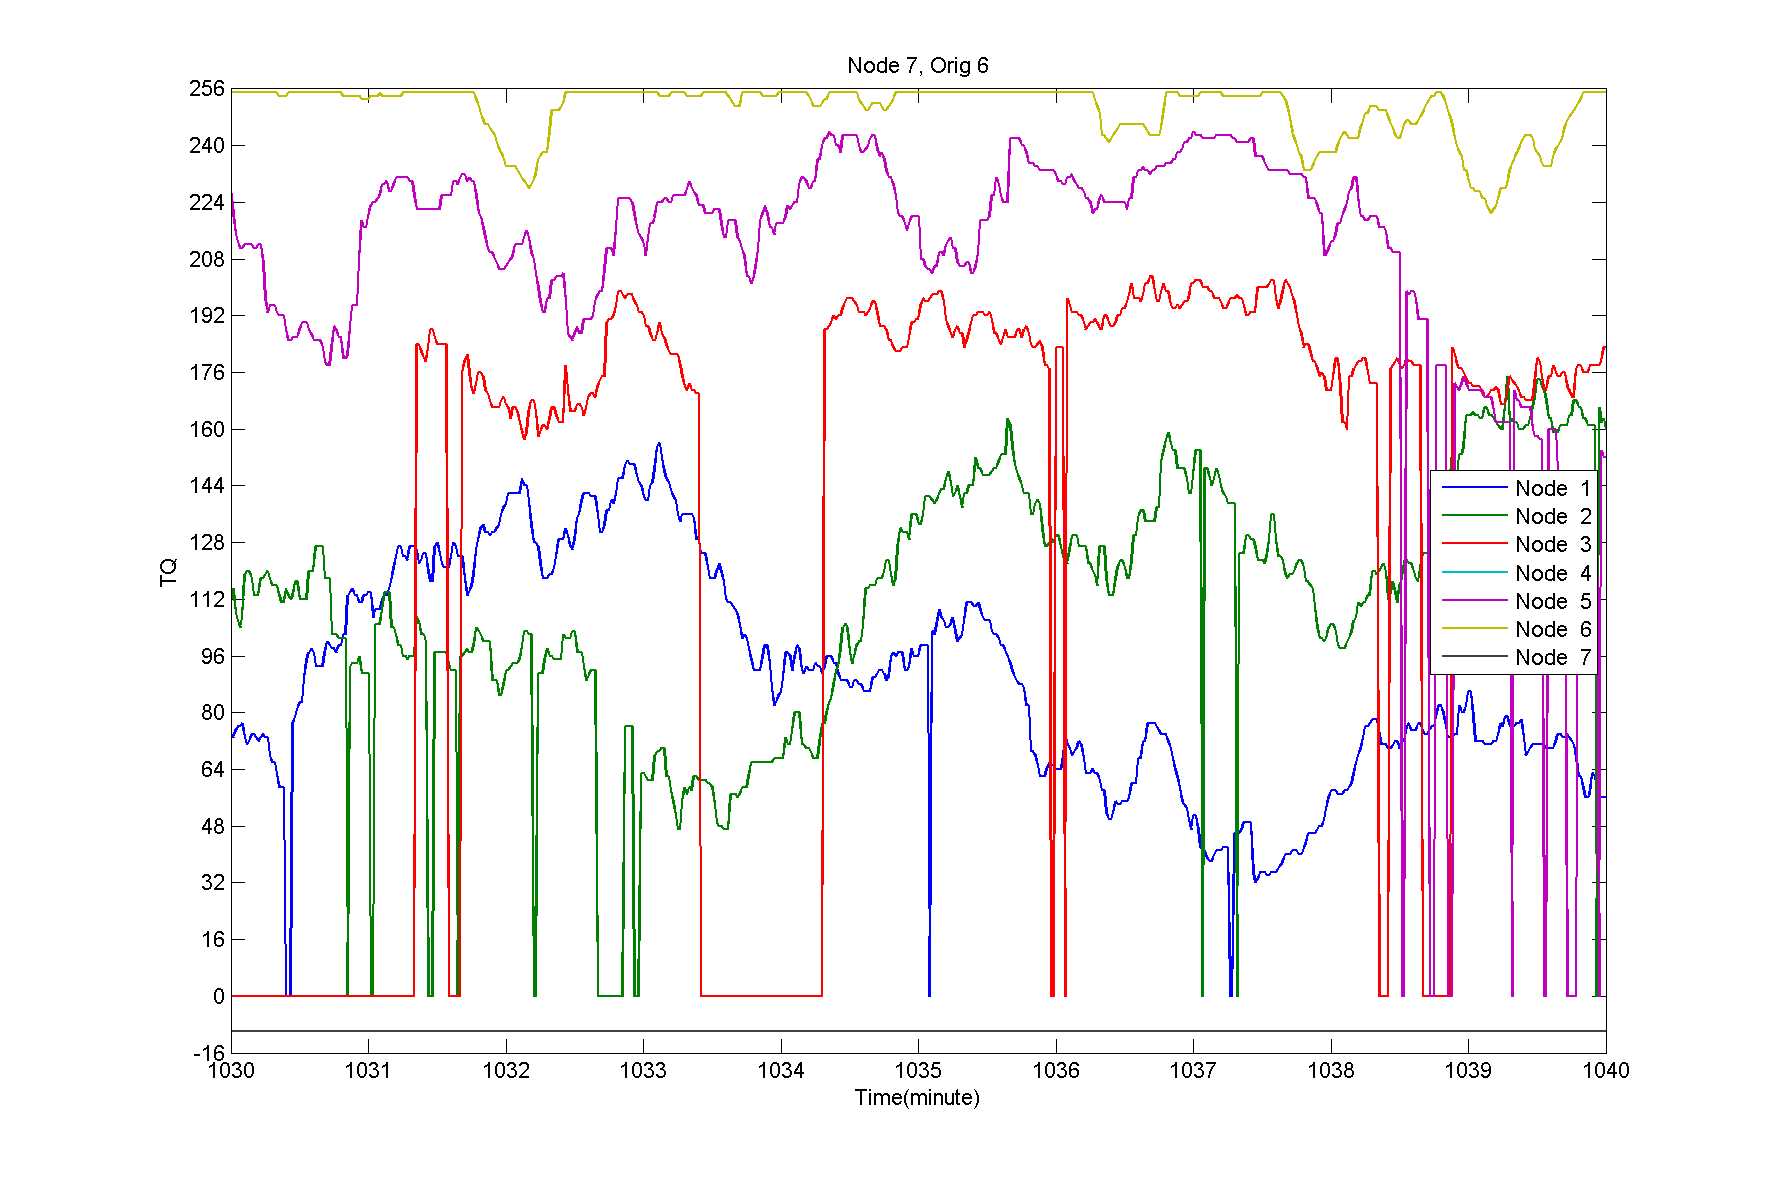 Node 7, Orig 6
256
240
224
208
192
176
160
144
128
112
96
80
64
48
32
16
0
-16
TQ
1030 1031 1032 1033 1034 1035 1036 1037 1038 1039 1040
Time(minute)
Node 1
Node 2
Node 3
Node 4
Node 5
Node 6
Node 7